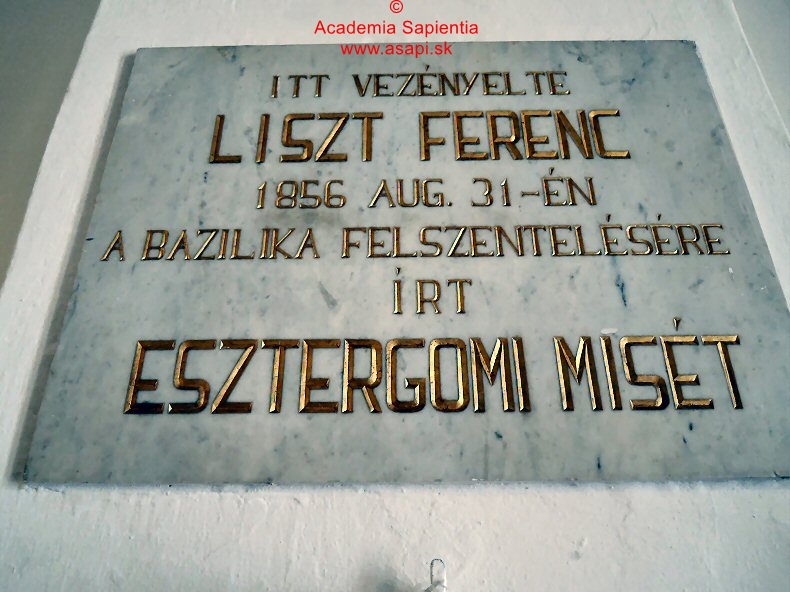 ©
Academia Sapientia
www.asapi.sk
ITT VEZÉNYELTE
LISZT FERENC
1856 AUG. 31-ÉN
A BAZILIKA FELSZENTELÉSÉRE
ÍRT
ESZTERGOMI MISÉT